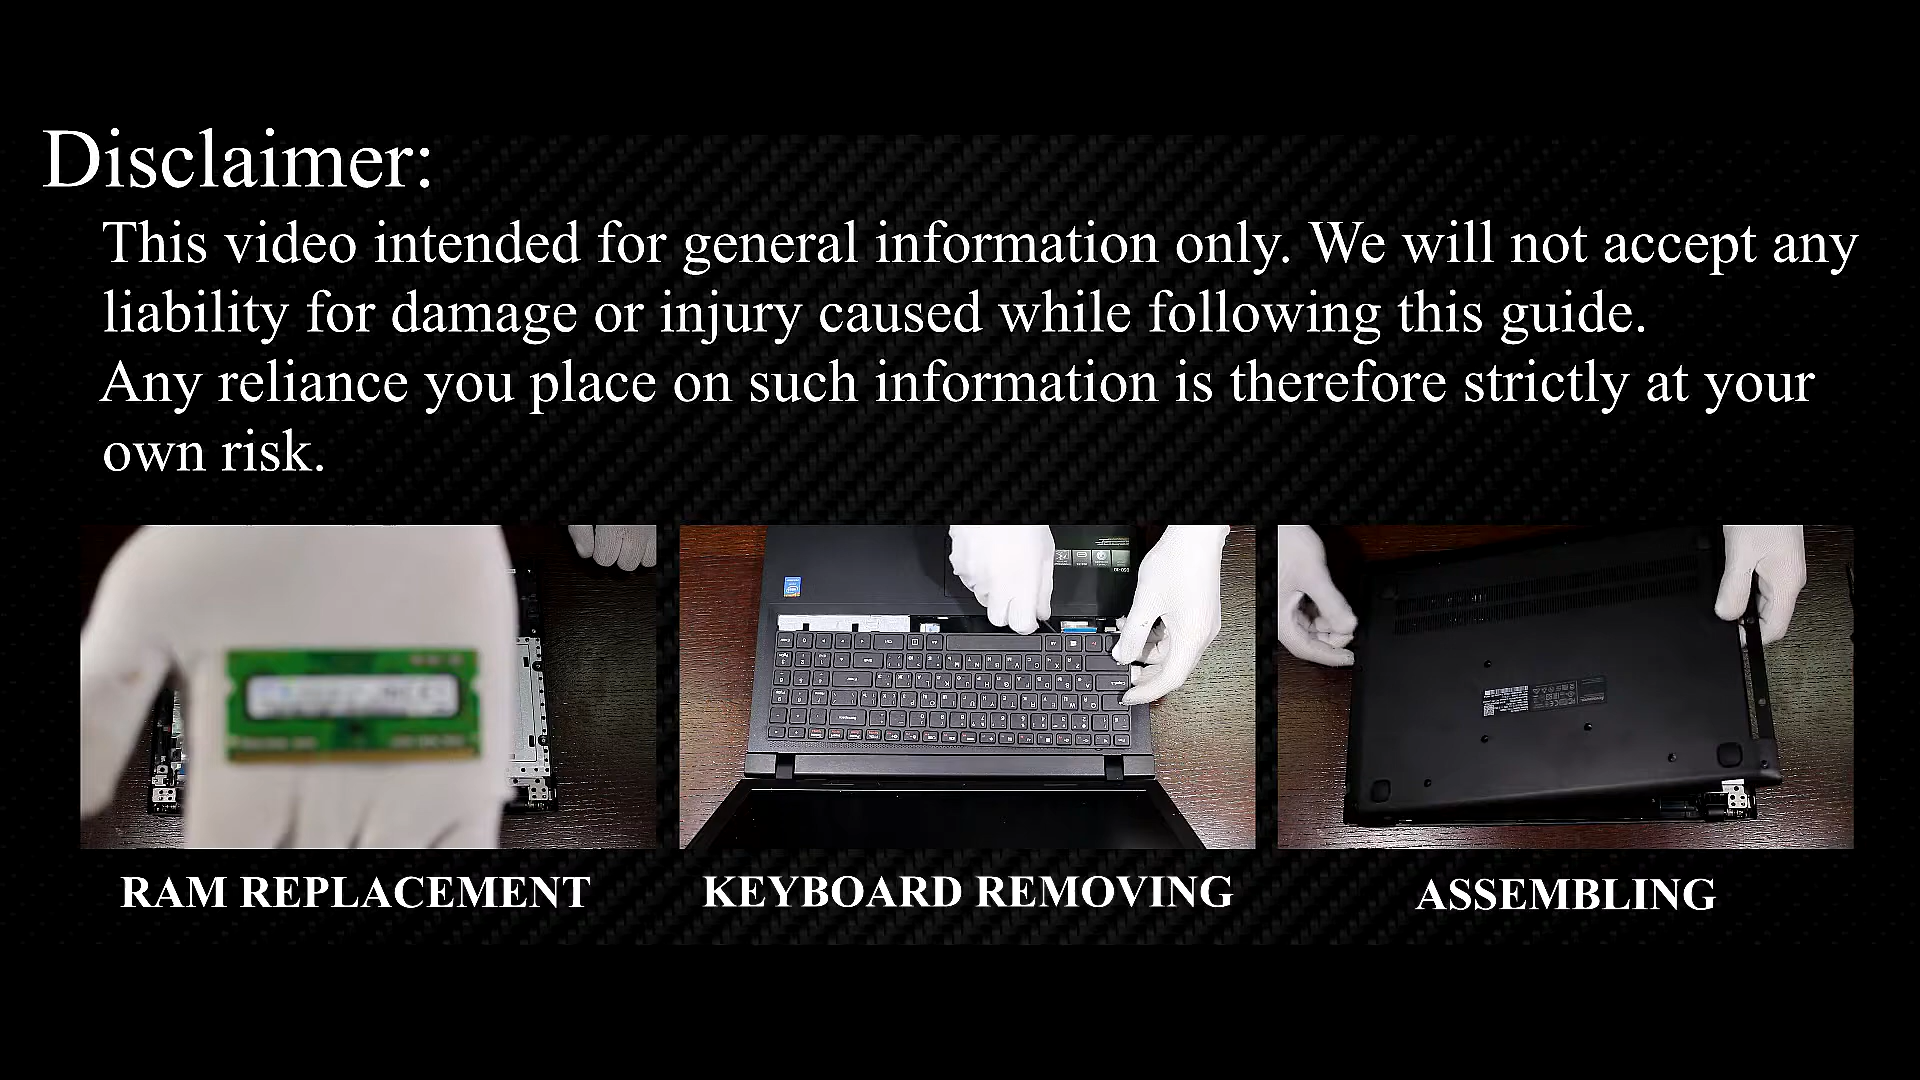 Disclaimer:
This video intended for general information only. We will not accept any
liability for damage or injury caused while following this guide.
Any reliance you place on such information is therefore strictly at your
own risk.
RAM REPLACEMENT
KEYBOARD REMOVING
ASSEMBLING